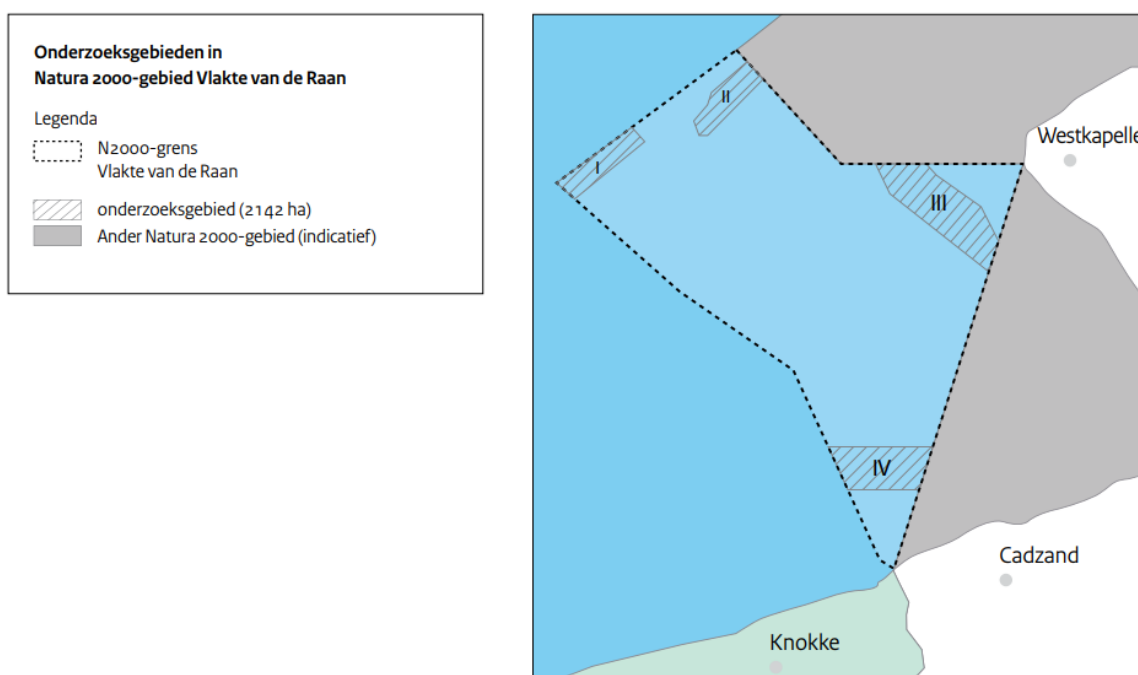 Onderzoeksgebieden in
Natura 2000-gebied Vlakte van de Raan
Legenda
N2000-grens
Vlakte van de Raan
onderzoeksgebied (2142 ha)
Ander Natura 2000-gebied (indicatief)
II
I
III
IV
Westkapelle
Cadzand
Knokke